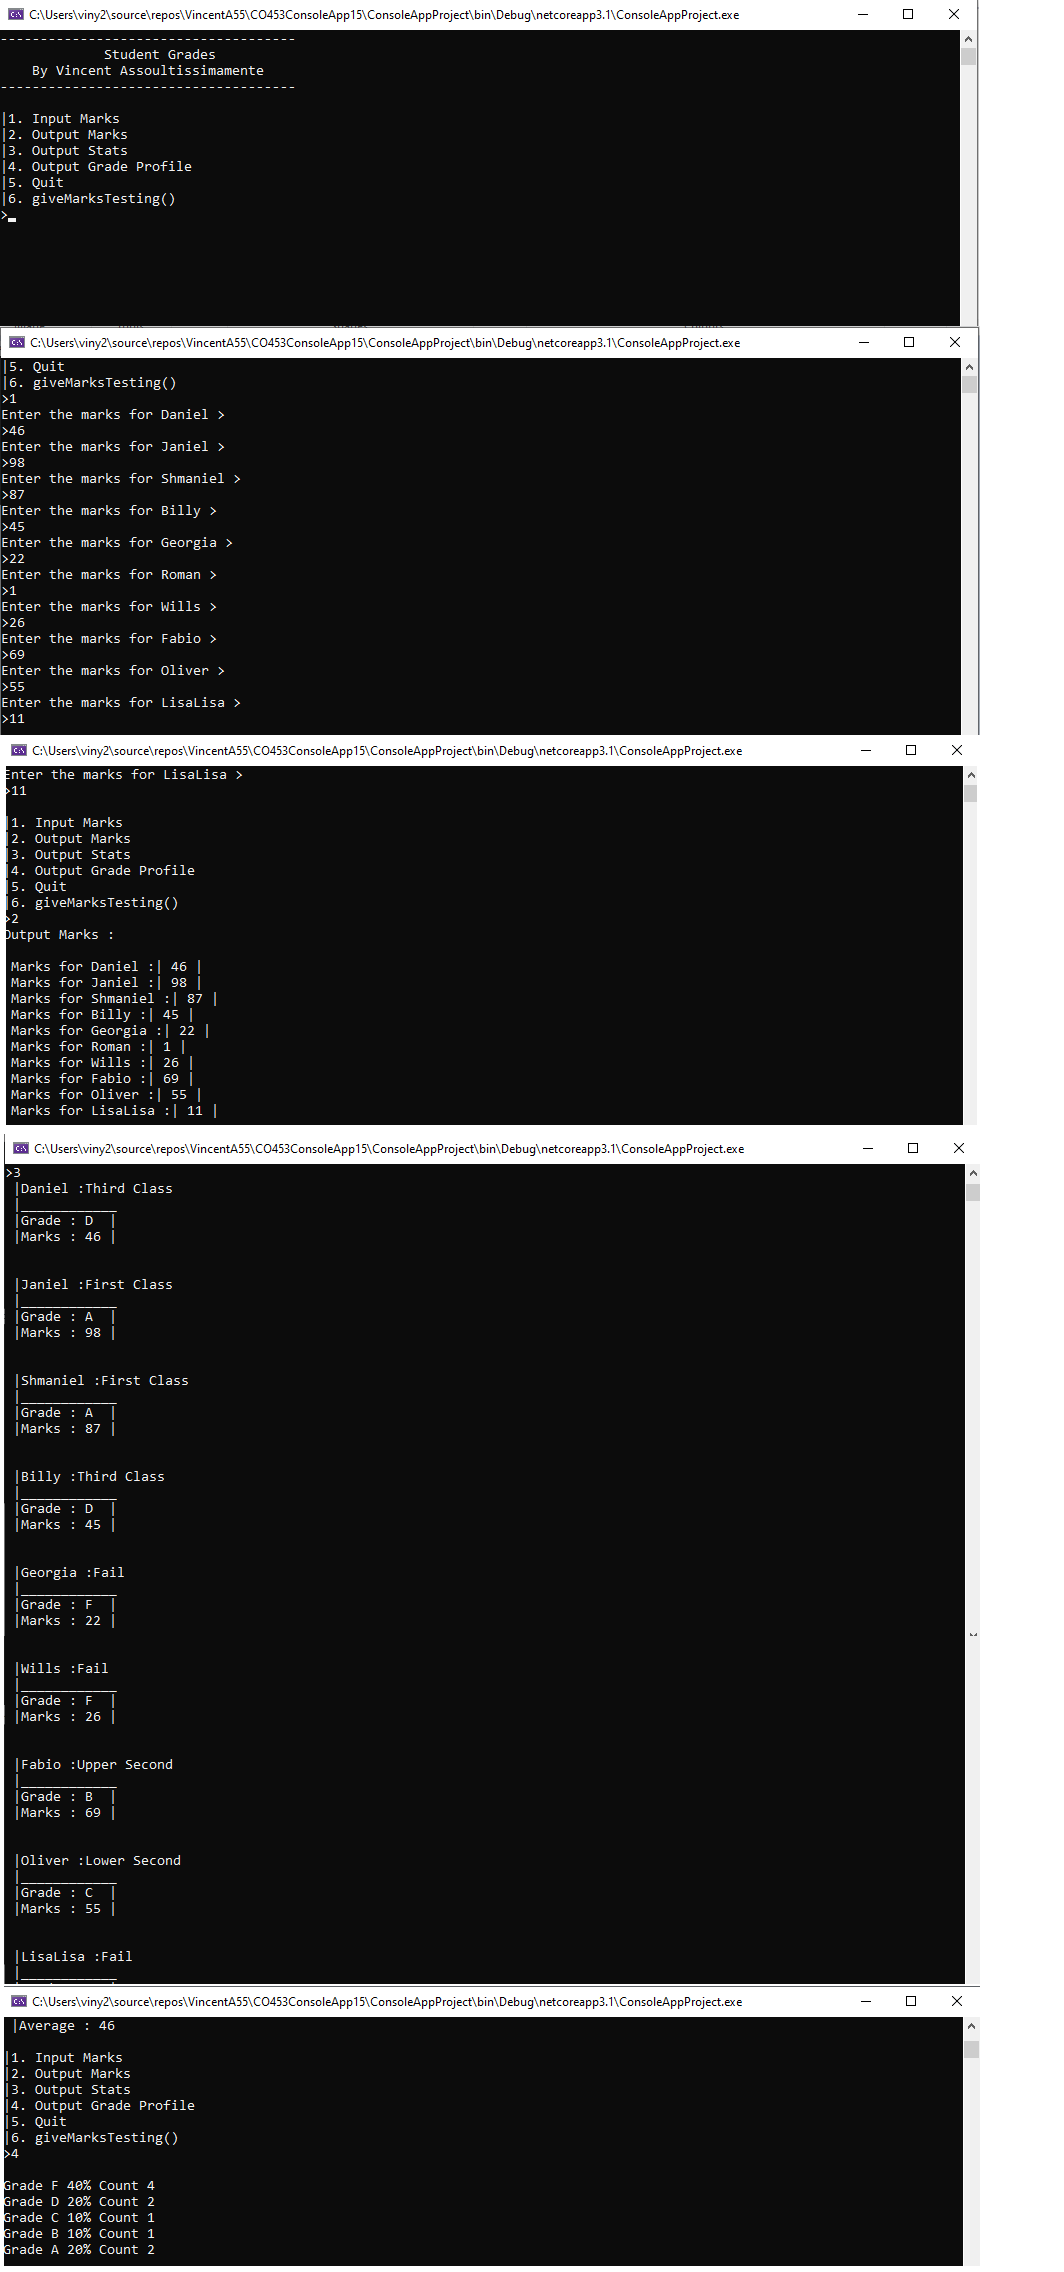 C:\Users\viny2\source\repos\VincentA55\CO453ConsoleApp15\ConsoleAppProject\bin\Debug\netcoreapp3.1\ConsoleAppProject.exe
-------------------------------------
Student Grades
By Vincent Assoultissimamente
-------------------------------------
|1. Input Marks
|2. Output Marks
|3. Output Stats
|4. Output Grade Profile
|5. Quit
|6. giveMarksTesting()
>
C:\Users\viny2\source\repos\VincentA55\CO453ConsoleApp15\ConsoleAppProject\bin\Debug\netcoreapp3.1\ConsoleAppProject.exe
|5. Quit
|6. giveMarksTesting()
>1
Enter the marks for Daniel >
>46
Enter the marks for Janiel >
>98
Enter the marks for Shmaniel >
>87
Enter the marks for Billy >
>45
Enter the marks for Georgia >
>22
Enter the marks for Roman >
>1
Enter the marks for Wills >
>26
Enter the marks for Fabio >
>69
Enter the marks for Oliver >
>55
Enter the marks for LisaLisa >
>11
C:\Users\viny2\source\repos\VincentA55\CO453ConsoleApp15\ConsoleAppProject\bin\Debug\netcoreapp3.1\ConsoleAppProject.exe
Enter the marks for LisaLisa >
>11
|1. Input Marks
|2. Output Marks
|3. Output Stats
|4. Output Grade Profile
|5. Quit
|6. giveMarksTesting()
>2
Output Marks :
Marks for Daniel :| 46 |
Marks for Janiel :| 98 |
Marks for Shmaniel :| 87 |
Marks for Billy :| 45 |
Marks for Georgia :| 22 |
Marks for Roman :| 1 |
Marks for Wills :| 26 |
Marks for Fabio :| 69 |
Marks for Oliver :| 55 |
Marks for LisaLisa :| 11 |
C:\Users\viny2\source\repos\VincentA55\CO453ConsoleApp15\ConsoleAppProject\bin\Debug\netcoreapp3.1\ConsoleAppProject.exe
>3
|Daniel :Third Class
|____________
|Grade : D  |
|Marks : 46 |
|Janiel :First Class
|____________
|Grade : A  |
|Marks : 98 |
|Shmaniel :First Class
|____________
|Grade : A  |
|Marks : 87 |
|Billy :Third Class
|____________
|Grade : D  |
|Marks : 45 |
|Georgia :Fail
|____________
|Grade : F  |
|Marks : 22 |
|Wills :Fail
|____________
|Grade : F  |
|Marks : 26 |
|Fabio :Upper Second
|____________
|Grade : B  |
|Marks : 69 |
|Oliver :Lower Second
|____________
|Grade : C  |
|Marks : 55 |
|LisaLisa :Fail
|____________
C:\Users\viny2\source\repos\VincentA55\CO453ConsoleApp15\ConsoleAppProject\bin\Debug\netcoreapp3.1\ConsoleAppProject.exe
|Average : 46
|1. Input Marks
|2. Output Marks
|3. Output Stats
|4. Output Grade Profile
|5. Quit
|6. giveMarksTesting()
>4
Grade F 40% Count 4
Grade D 20% Count 2
Grade C 10% Count 1
Grade B 10% Count 1
Grade A 20% Count 2